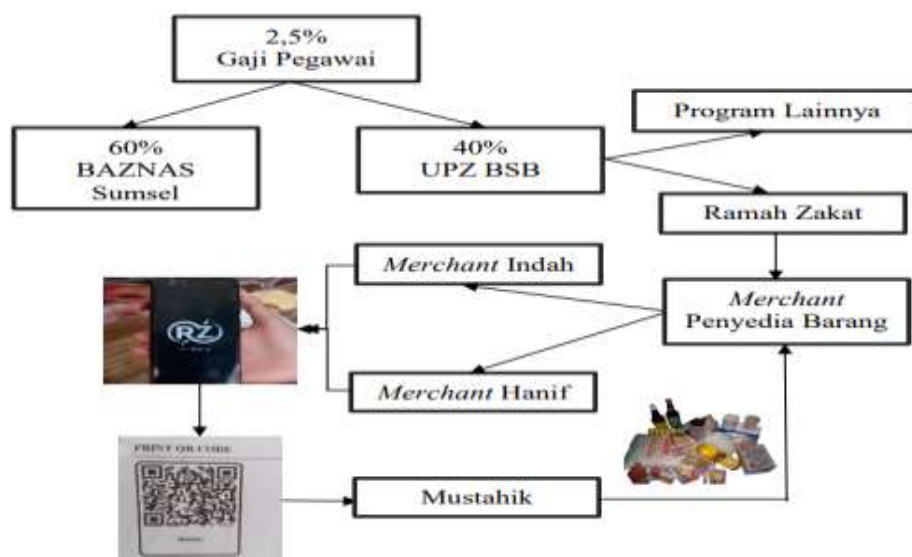 2,5%
Gaji Pegawai
60%
BAZNAS
Sumsel
40%
UPZ BSB
Program Lainnya
Ramah Zakat
Merchant Indah
Merchant
Penyedia Barang
RZ
Merchant Hanif
PRINT QR CODE
Mustahik